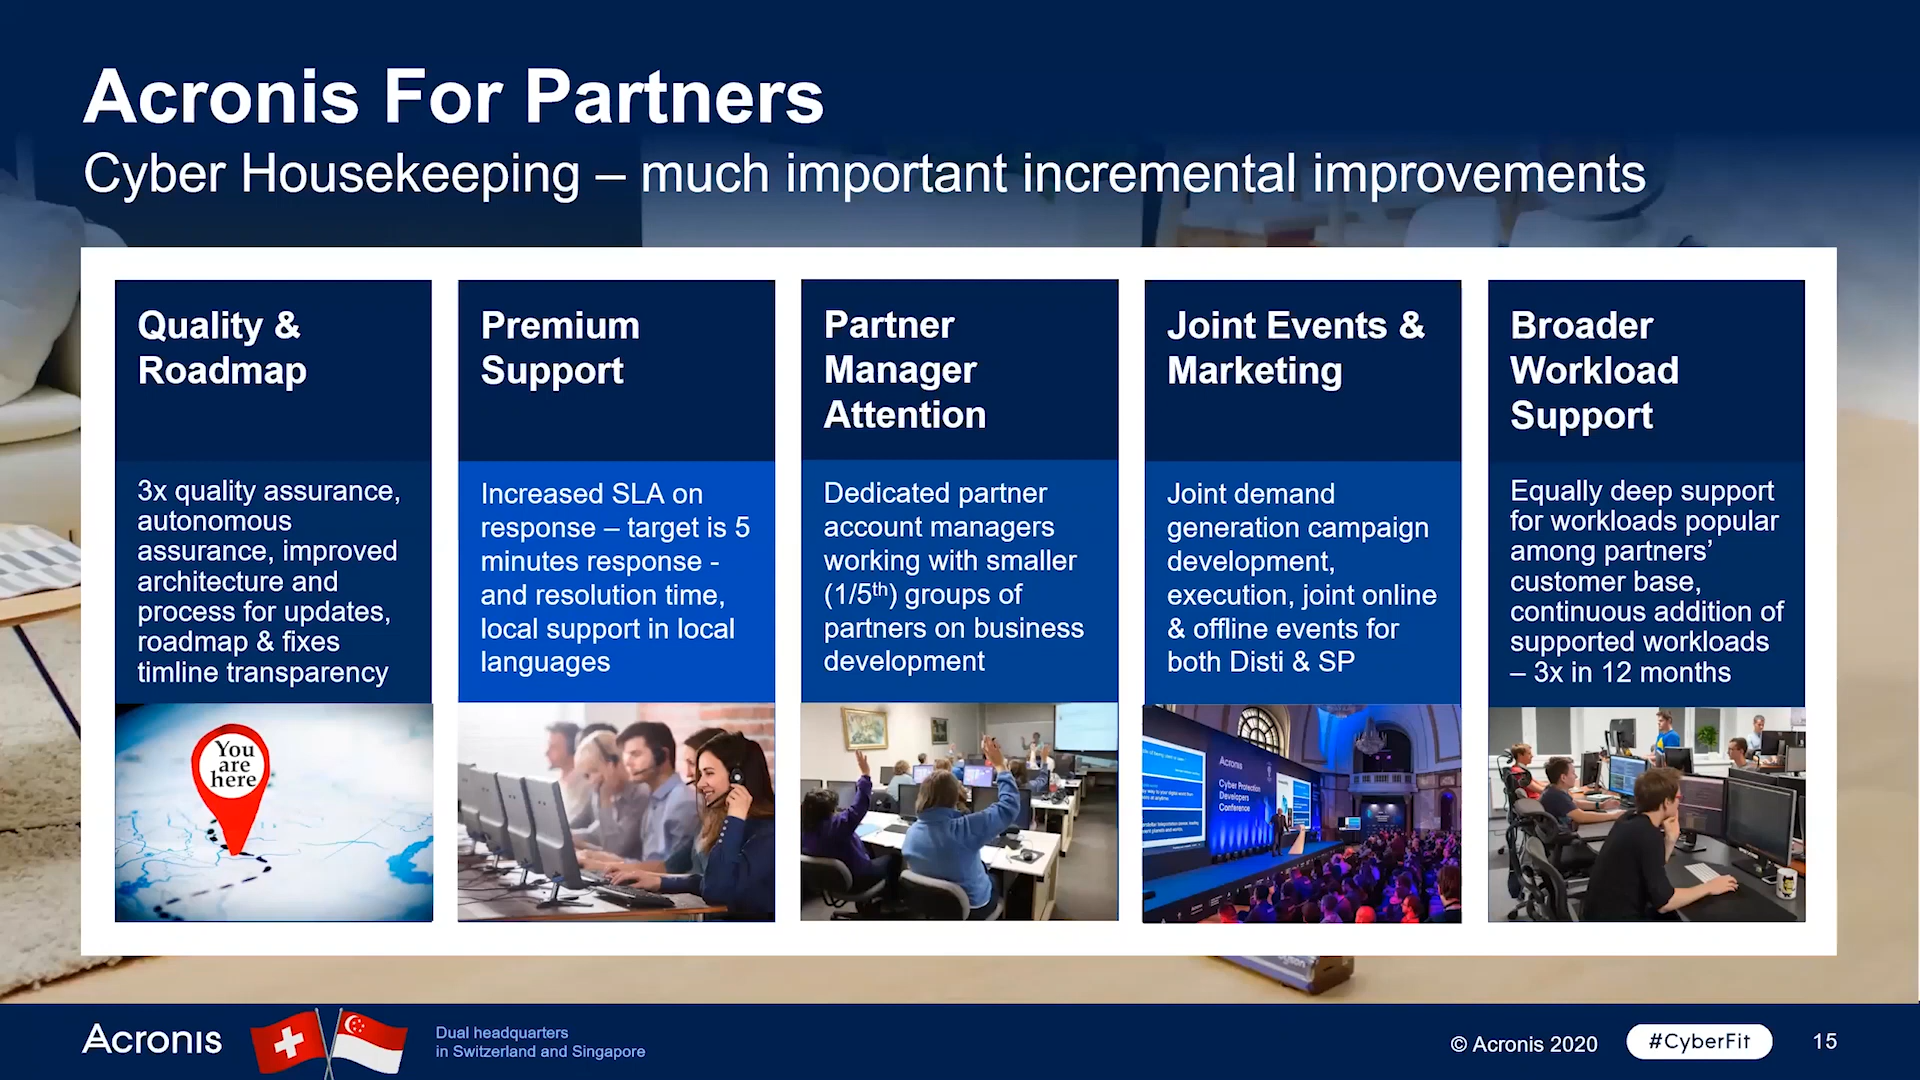 Acronis For Partners
Cyber Housekeeping – much important incremental improvements
Quality &
Roadmap
3x quality assurance,
autonomous
assurance, improved
architecture and
process for updates,
roadmap & fixes
timline transparency
You
are
here
Premium
Support
Increased SLA on
response – target is 5
minutes response -
and resolution time,
local support in local
languages
Partner
Manager
Attention
Dedicated partner
account managers
working with smaller
(1/5th) groups of
partners on business
development
Joint Events &
Marketing
Joint demand
generation campaign
development,
execution, joint online
& offline events for
both Disti & SP
Acronis
Cyber Protection
Developers
Conference
Broader
Workload
Support
Equally deep support
for workloads popular
among partners’
customer base,
continuous addition of
supported workloads
– 3x in 12 months
Acronis
Dual headquarters
in Switzerland and Singapore
© Acronis 2020
#CyberFit
15